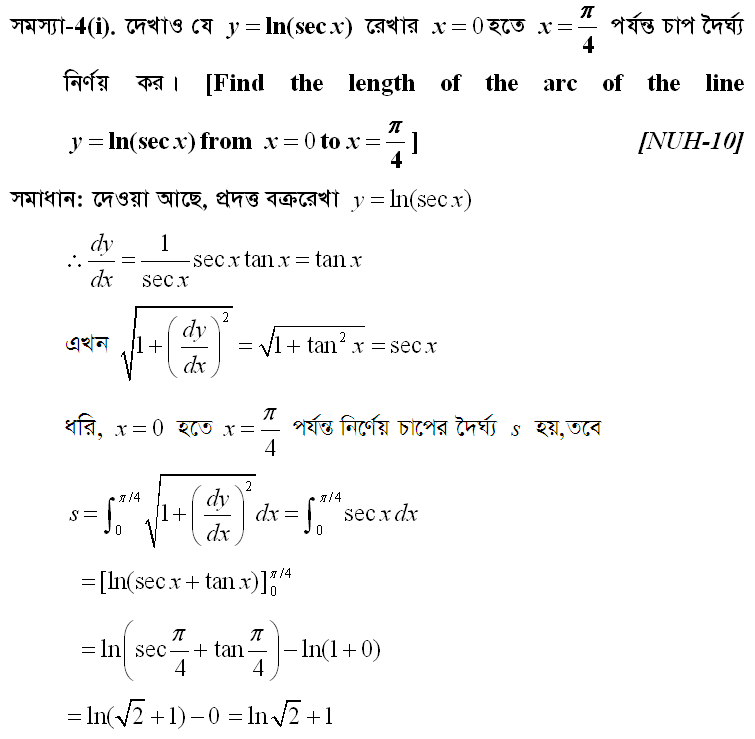 সমস্যা-4(i). দেখাও যে y = ln(sec x) রেখার x = 0 হতে x = π/4 পর্যন্ত চাপ দৈর্ঘ্য
নির্ণয় কর। [Find the length of the arc of the line
y = ln(sec x) from x = 0 to x = π/4 ] [NUH-10]
সমাধান: দেওয়া আছে, প্রদত্ত বক্ররেখা y = ln(sec x)
∴ dy/dx = 1/sec x sec x tan x = tan x
এখন √(1 + (dy/dx)²) = √(1 + tan² x) = sec x
ধরি, x = 0 হতে x = π/4 পর্যন্ত নির্ণেয় চাপের দৈর্ঘ্য s হয়,তবে
s = ∫₀^(π/4) √(1 + (dy/dx)²) dx = ∫₀^(π/4) sec x dx
= [ln(sec x + tan x)]₀^(π/4)
= ln(sec π/4 + tan π/4) − ln(1 + 0)
= ln(√2 + 1) − 0 = ln √2 + 1